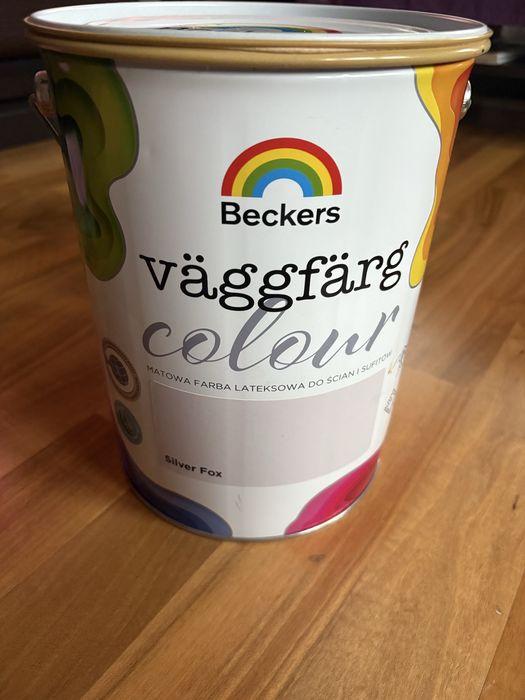 Beckers
väggfärg
colour
MATOWA FARBA LATEKSOWA DO ŚCIAN I SUFITÓW
Silver Fox